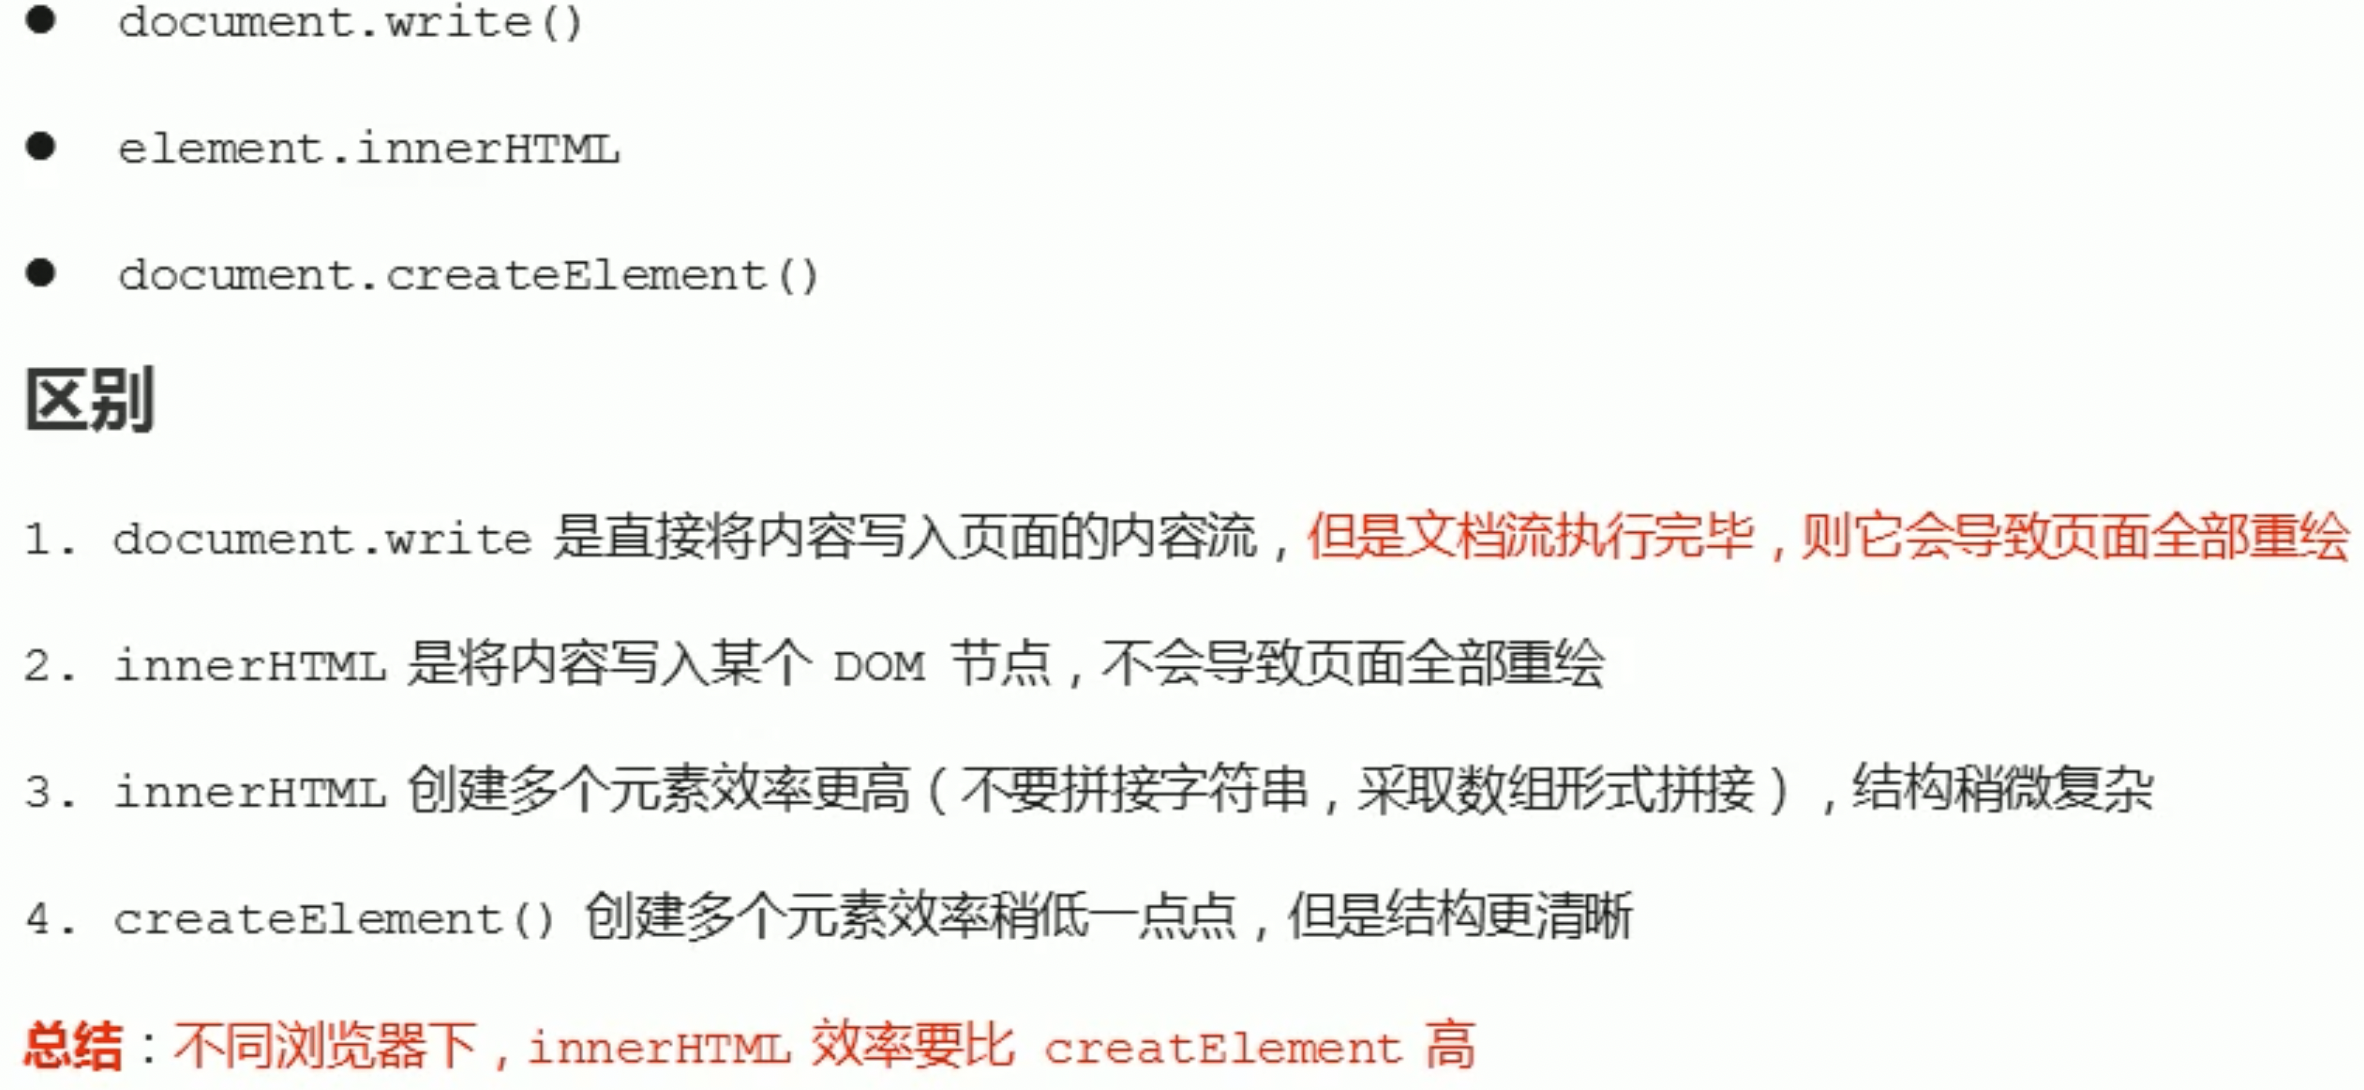 ● document.write()
● element.innerHTML
● document.createElement()
区别
1. document.write 是直接将内容写入页面的内容流，但是文档流执行完毕，则它会导致页面全部重绘
2. innerHTML 是将内容写入某个 DOM 节点，不会导致页面全部重绘
3. innerHTML 创建多个元素效率更高（不要拼接字符串，采取数组形式拼接），结构稍微复杂
4. createElement() 创建多个元素效率稍低一点点，但是结构更清晰
总结：不同浏览器下，innerHTML 效率要比 creatElement 高